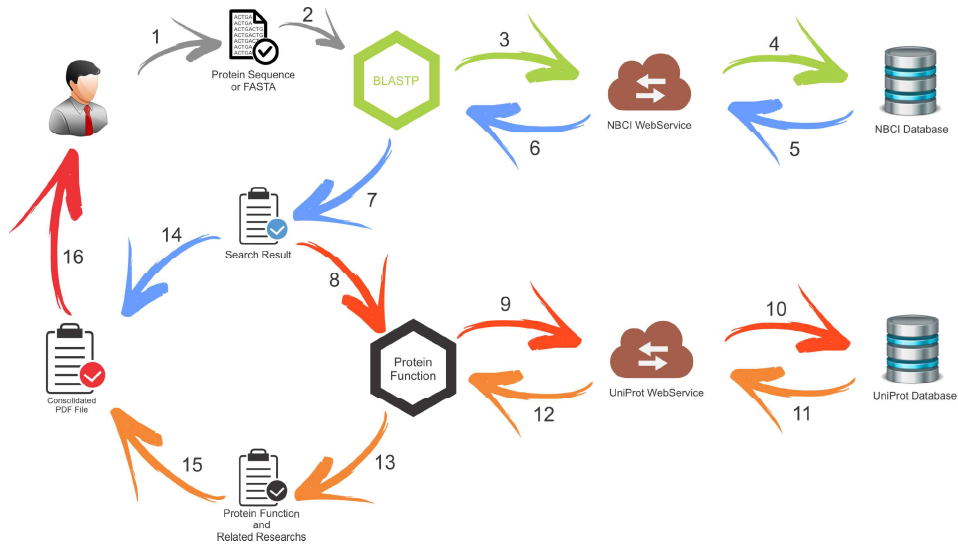 1
2
3
4
ACTGA
ACTGA
ACTGACTG
ACTGACTG
ACTGACT
ACTGA
ACTGA
Protein Sequence
or FASTA
BLASTP
NBCI WebService
NBCI Database
6
5
7
14
Search Result
16
8
9
10
Protein
Function
UniProt WebService
UniProt Database
Consolidated
PDF File
12
11
15
13
Protein Function
and
Related Researchs